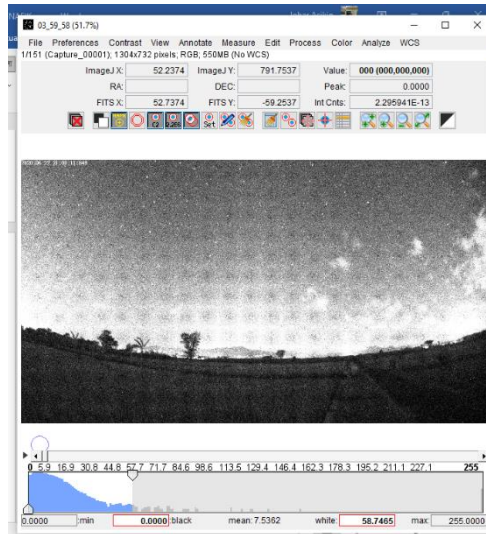 03_59_58 (51.7%)
File Preferences Contrast View Annotate Measure Edit Process Color Analyze WCS
1/151 (Capture_00001); 1304x732 pixels; RGB; 550MB (No WCS)
ImageJ X: 52.2374 ImageJ Y: 791.7537 Value: 000 (000,000,000)
RA: DEC: Peak: 0.0000
FITS X: 52.7374 FITS Y: -59.2537 Int Cnts: 2.295941E-13
Set
0 5.9 16.9 30.8 44.8 57.7 71.7 84.6 98.6 113.5 129.4 146.4 162.3 178.3 195.2 211.1 227.1 255
0.0000 :min 0.0000 :black mean: 7.5362 white: 58.7465 max: 255.0000